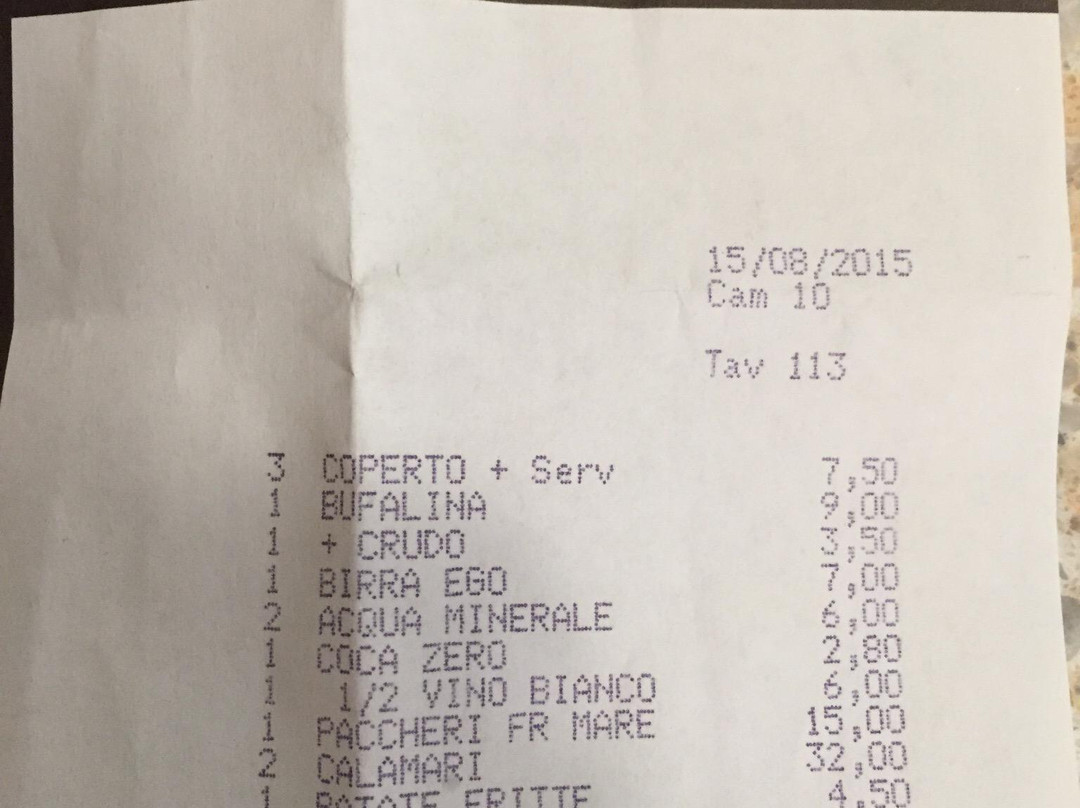 15/08/2015
Cam 10
Tav 113
3 COPERTO + Serv 7,50
1 BUFALINA 9,00
1 + CRUDO 3,50
1 BIRRA EGO 7,00
2 ACQUA MINERALE 6,00
1 COCA ZERO 2,80
1 1/2 VINO BIANCO 6,00
1 PACCHERI FR MARE 15,00
2 CALAMARI 32,00
1 PATATE FRITTE 4,50